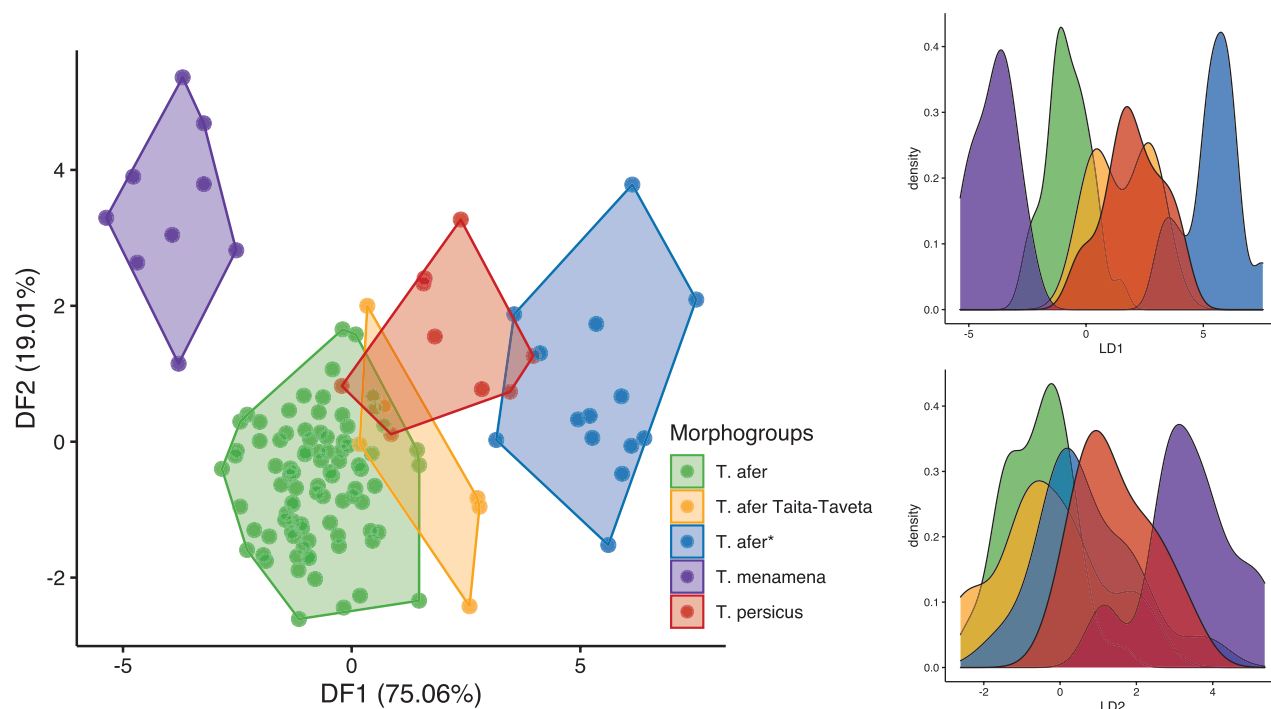 DF2 (19.01%)
4
2
0
-2
-5
0
5
DF1 (75.06%)
Morphogroups
T. afer
T. afer Taita-Taveta
T. afer*
T. menamena
T. persicus
density
0.4
0.3
0.2
0.1
0.0
-5
0
5
LD1
density
0.4
0.3
0.2
0.1
0.0
-2
0
2
4
LD2